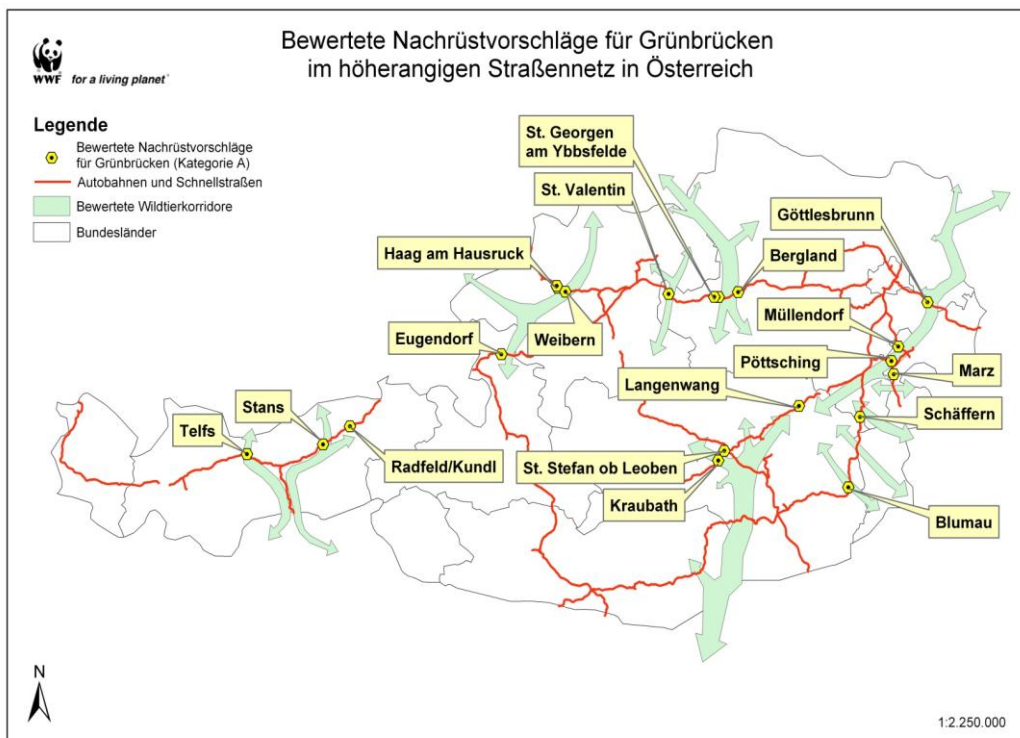 Bewertete Nachrüstvorschläge für Grünbrücken
im höherangigen Straßennetz in Österreich
WWF for a living planet
Legende
Bewertete Nachrüstvorschläge
für Grünbrücken (Kategorie A)
Autobahnen und Schnellstraßen
Bewertete Wildtierkorridore
Bundesländer
St. Georgen
am Ybbsfelde
St. Valentin
Göttlesbrunn
Haag am Hausruck
Bergland
Müllendorf
Eugendorf
Weibern
Pöttsching
Langenwang
Marz
Stans
Schäffern
Telfs
Radfeld/Kundl
St. Stefan ob Leoben
Kraubath
Blumau
N
1:2.250.000